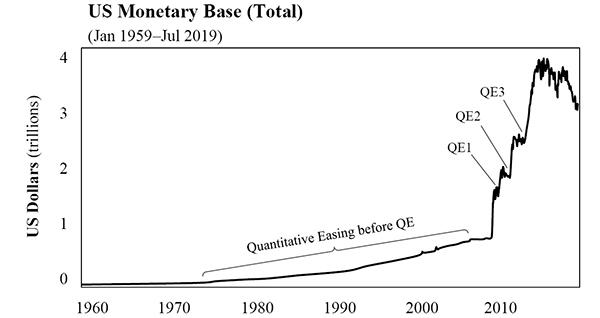 US Monetary Base (Total)
(Jan 1959–Jul 2019)
US Dollars (trillions)
4
3
2
1
0
QE3
QE2
QE1
Quantitative Easing before QE
1960 1970 1980 1990 2000 2010